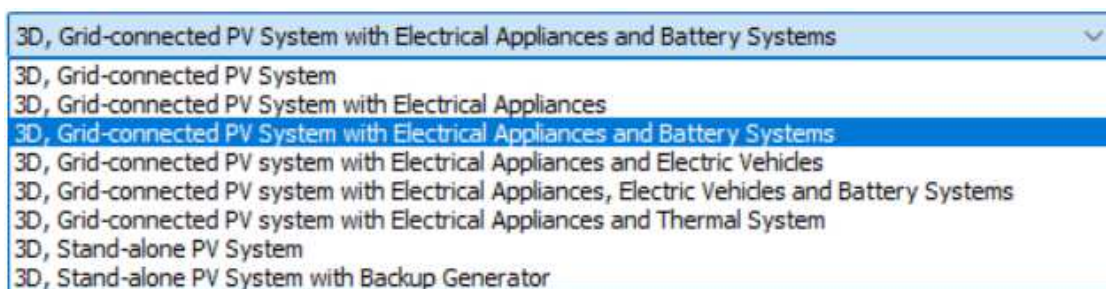 3D, Grid-connected PV System with Electrical Appliances and Battery Systems
3D, Grid-connected PV System
3D, Grid-connected PV System with Electrical Appliances
3D, Grid-connected PV System with Electrical Appliances and Battery Systems
3D, Grid-connected PV system with Electrical Appliances and Electric Vehicles
3D, Grid-connected PV system with Electrical Appliances, Electric Vehicles and Battery Systems
3D, Grid-connected PV system with Electrical Appliances and Thermal System
3D, Stand-alone PV System
3D, Stand-alone PV System with Backup Generator